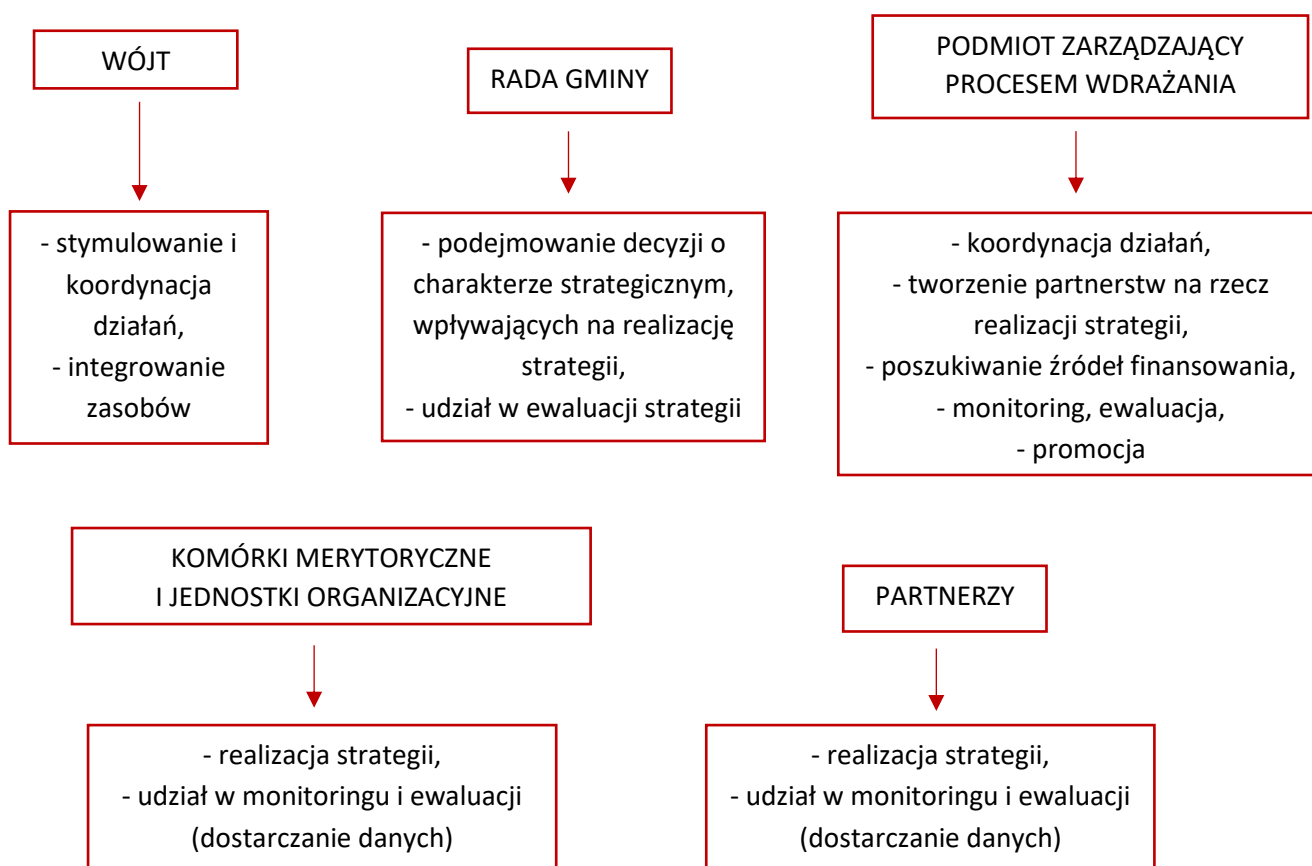 WÓJT
- stymulowanie i
koordynacja
działań,
- integrowanie
zasobów
RADA GMINY
- podejmowanie decyzji o
charakterze strategicznym,
wpływających na realizację
strategii,
- udział w ewaluacji strategii
PODMIOT ZARZĄDZAJĄCY
PROCESEM WDRAŻANIA
- koordynacja działań,
- tworzenie partnerstw na rzecz
realizacji strategii,
- poszukiwanie źródeł finansowania,
- monitoring, ewaluacja,
- promocja
KOMÓRKI MERYTORYCZNE
I JEDNOSTKI ORGANIZACYJNE
- realizacja strategii,
- udział w monitoringu i ewaluacji
(dostarczanie danych)
PARTNERZY
- realizacja strategii,
- udział w monitoringu i ewaluacji
(dostarczanie danych)